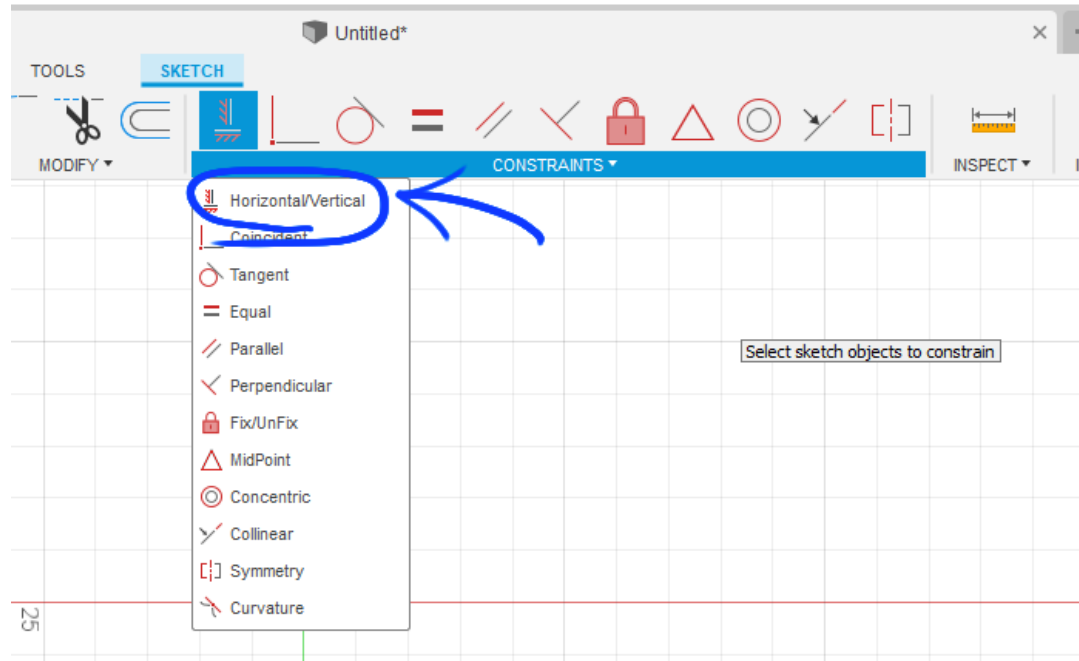 Untitled*
TOOLS SKETCH
MODIFY CONSTRAINTS INSPECT
Horizontal/Vertical
Coincident
Tangent
Equal
Parallel
Select sketch objects to constrain
Perpendicular
Fix/UnFix
MidPoint
Concentric
Collinear
Symmetry
Curvature
25